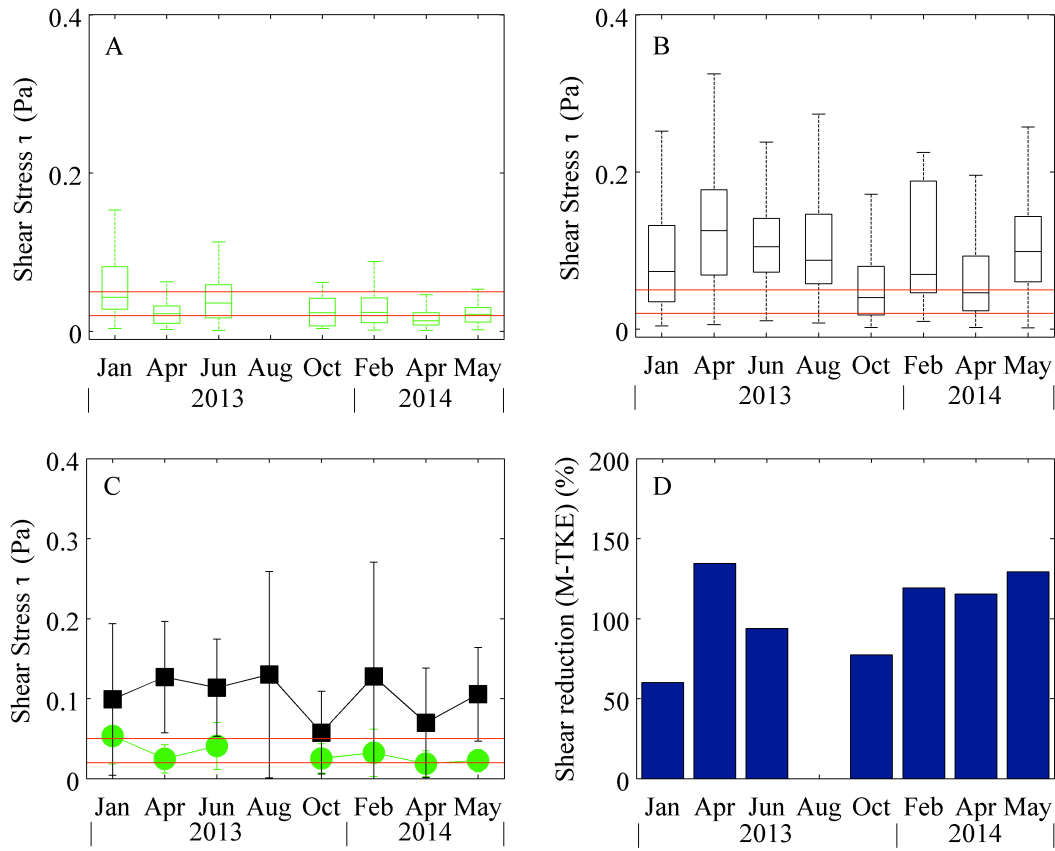 A
Shear Stress τ (Pa)
0.4
0.2
0
Jan Apr Jun Aug Oct Feb Apr May
2013 2014
B
Shear Stress τ (Pa)
0.4
0.2
0
Jan Apr Jun Aug Oct Feb Apr May
2013 2014
C
Shear Stress τ (Pa)
0.4
0.3
0.2
0.1
0
Jan Apr Jun Aug Oct Feb Apr May
2013 2014
D
Shear reduction (M-TKE) (%)
200
150
100
50
0
Jan Apr Jun Aug Oct Feb Apr May
2013 2014